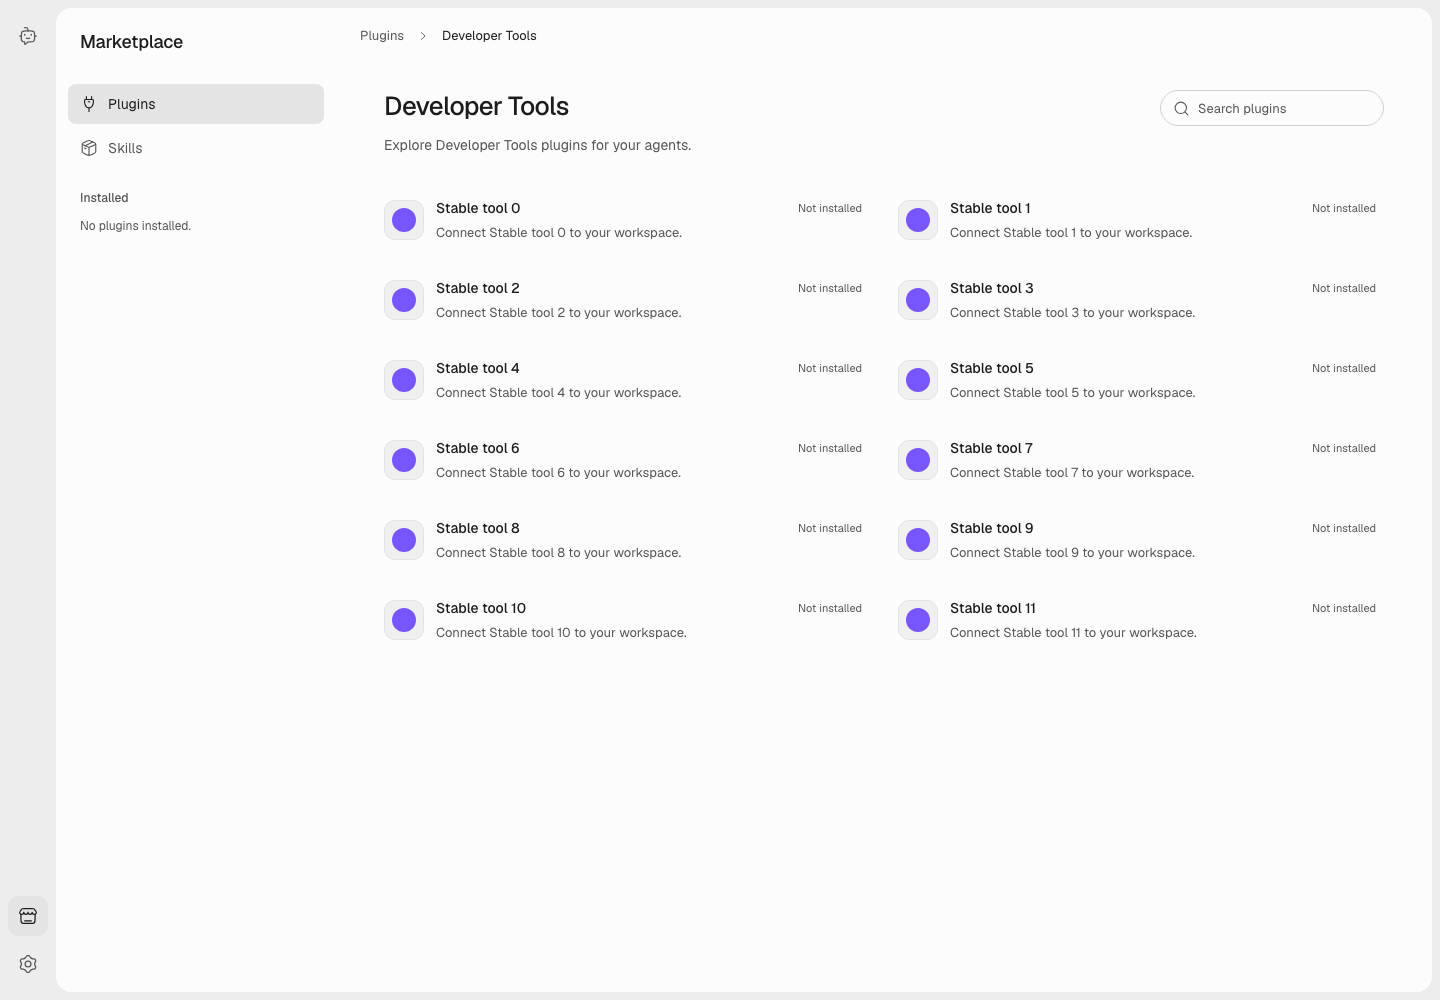 Marketplace
Plugins
Skills
Installed
No plugins installed.
Plugins > Developer Tools
Developer Tools
Search plugins
Explore Developer Tools plugins for your agents.
Stable tool 0
Not installed
Connect Stable tool 0 to your workspace.
Stable tool 1
Not installed
Connect Stable tool 1 to your workspace.
Stable tool 2
Not installed
Connect Stable tool 2 to your workspace.
Stable tool 3
Not installed
Connect Stable tool 3 to your workspace.
Stable tool 4
Not installed
Connect Stable tool 4 to your workspace.
Stable tool 5
Not installed
Connect Stable tool 5 to your workspace.
Stable tool 6
Not installed
Connect Stable tool 6 to your workspace.
Stable tool 7
Not installed
Connect Stable tool 7 to your workspace.
Stable tool 8
Not installed
Connect Stable tool 8 to your workspace.
Stable tool 9
Not installed
Connect Stable tool 9 to your workspace.
Stable tool 10
Not installed
Connect Stable tool 10 to your workspace.
Stable tool 11
Not installed
Connect Stable tool 11 to your workspace.